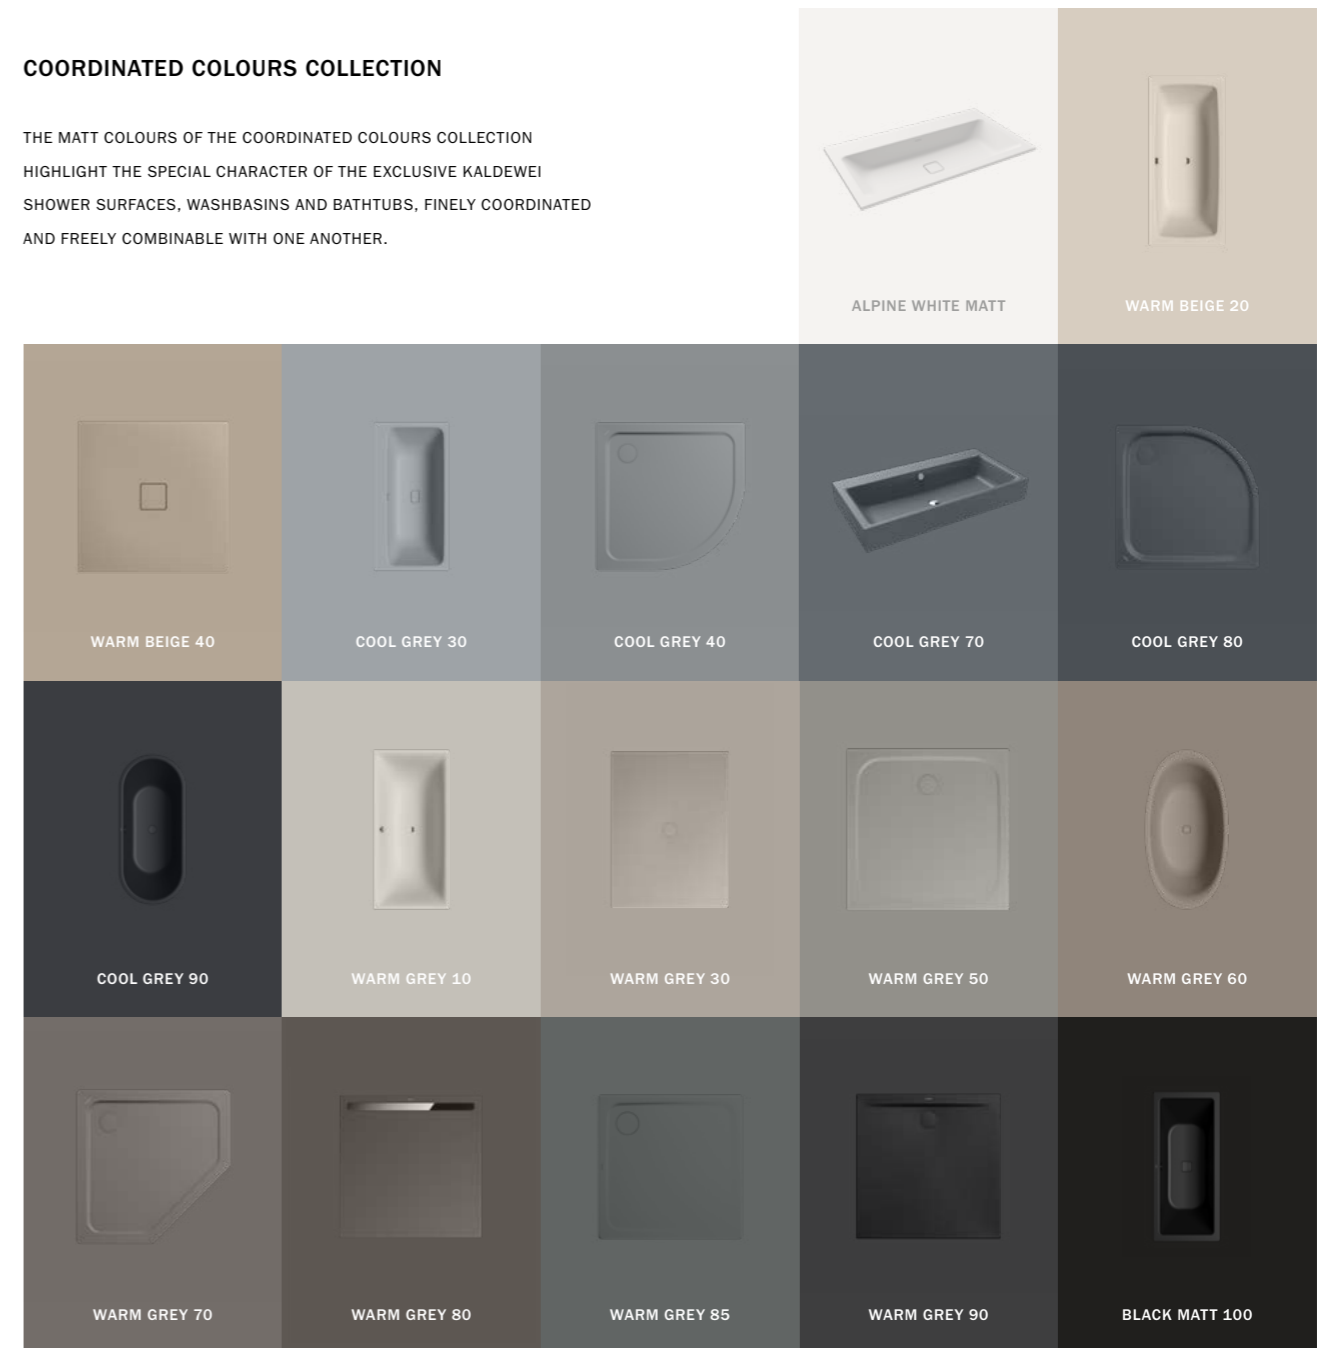 COORDINATED COLOURS COLLECTION
THE MATT COLOURS OF THE COORDINATED COLOURS COLLECTION
HIGHLIGHT THE SPECIAL CHARACTER OF THE EXCLUSIVE KALDEWEI
SHOWER SURFACES, WASHBASINS AND BATHTUBS, FINELY COORDINATED
AND FREELY COMBINABLE WITH ONE ANOTHER.
ALPINE WHITE MATT
WARM BEIGE 20
WARM BEIGE 40
COOL GREY 30
COOL GREY 40
COOL GREY 70
COOL GREY 80
COOL GREY 90
WARM GREY 10
WARM GREY 30
WARM GREY 50
WARM GREY 60
WARM GREY 70
WARM GREY 80
WARM GREY 85
WARM GREY 90
BLACK MATT 100